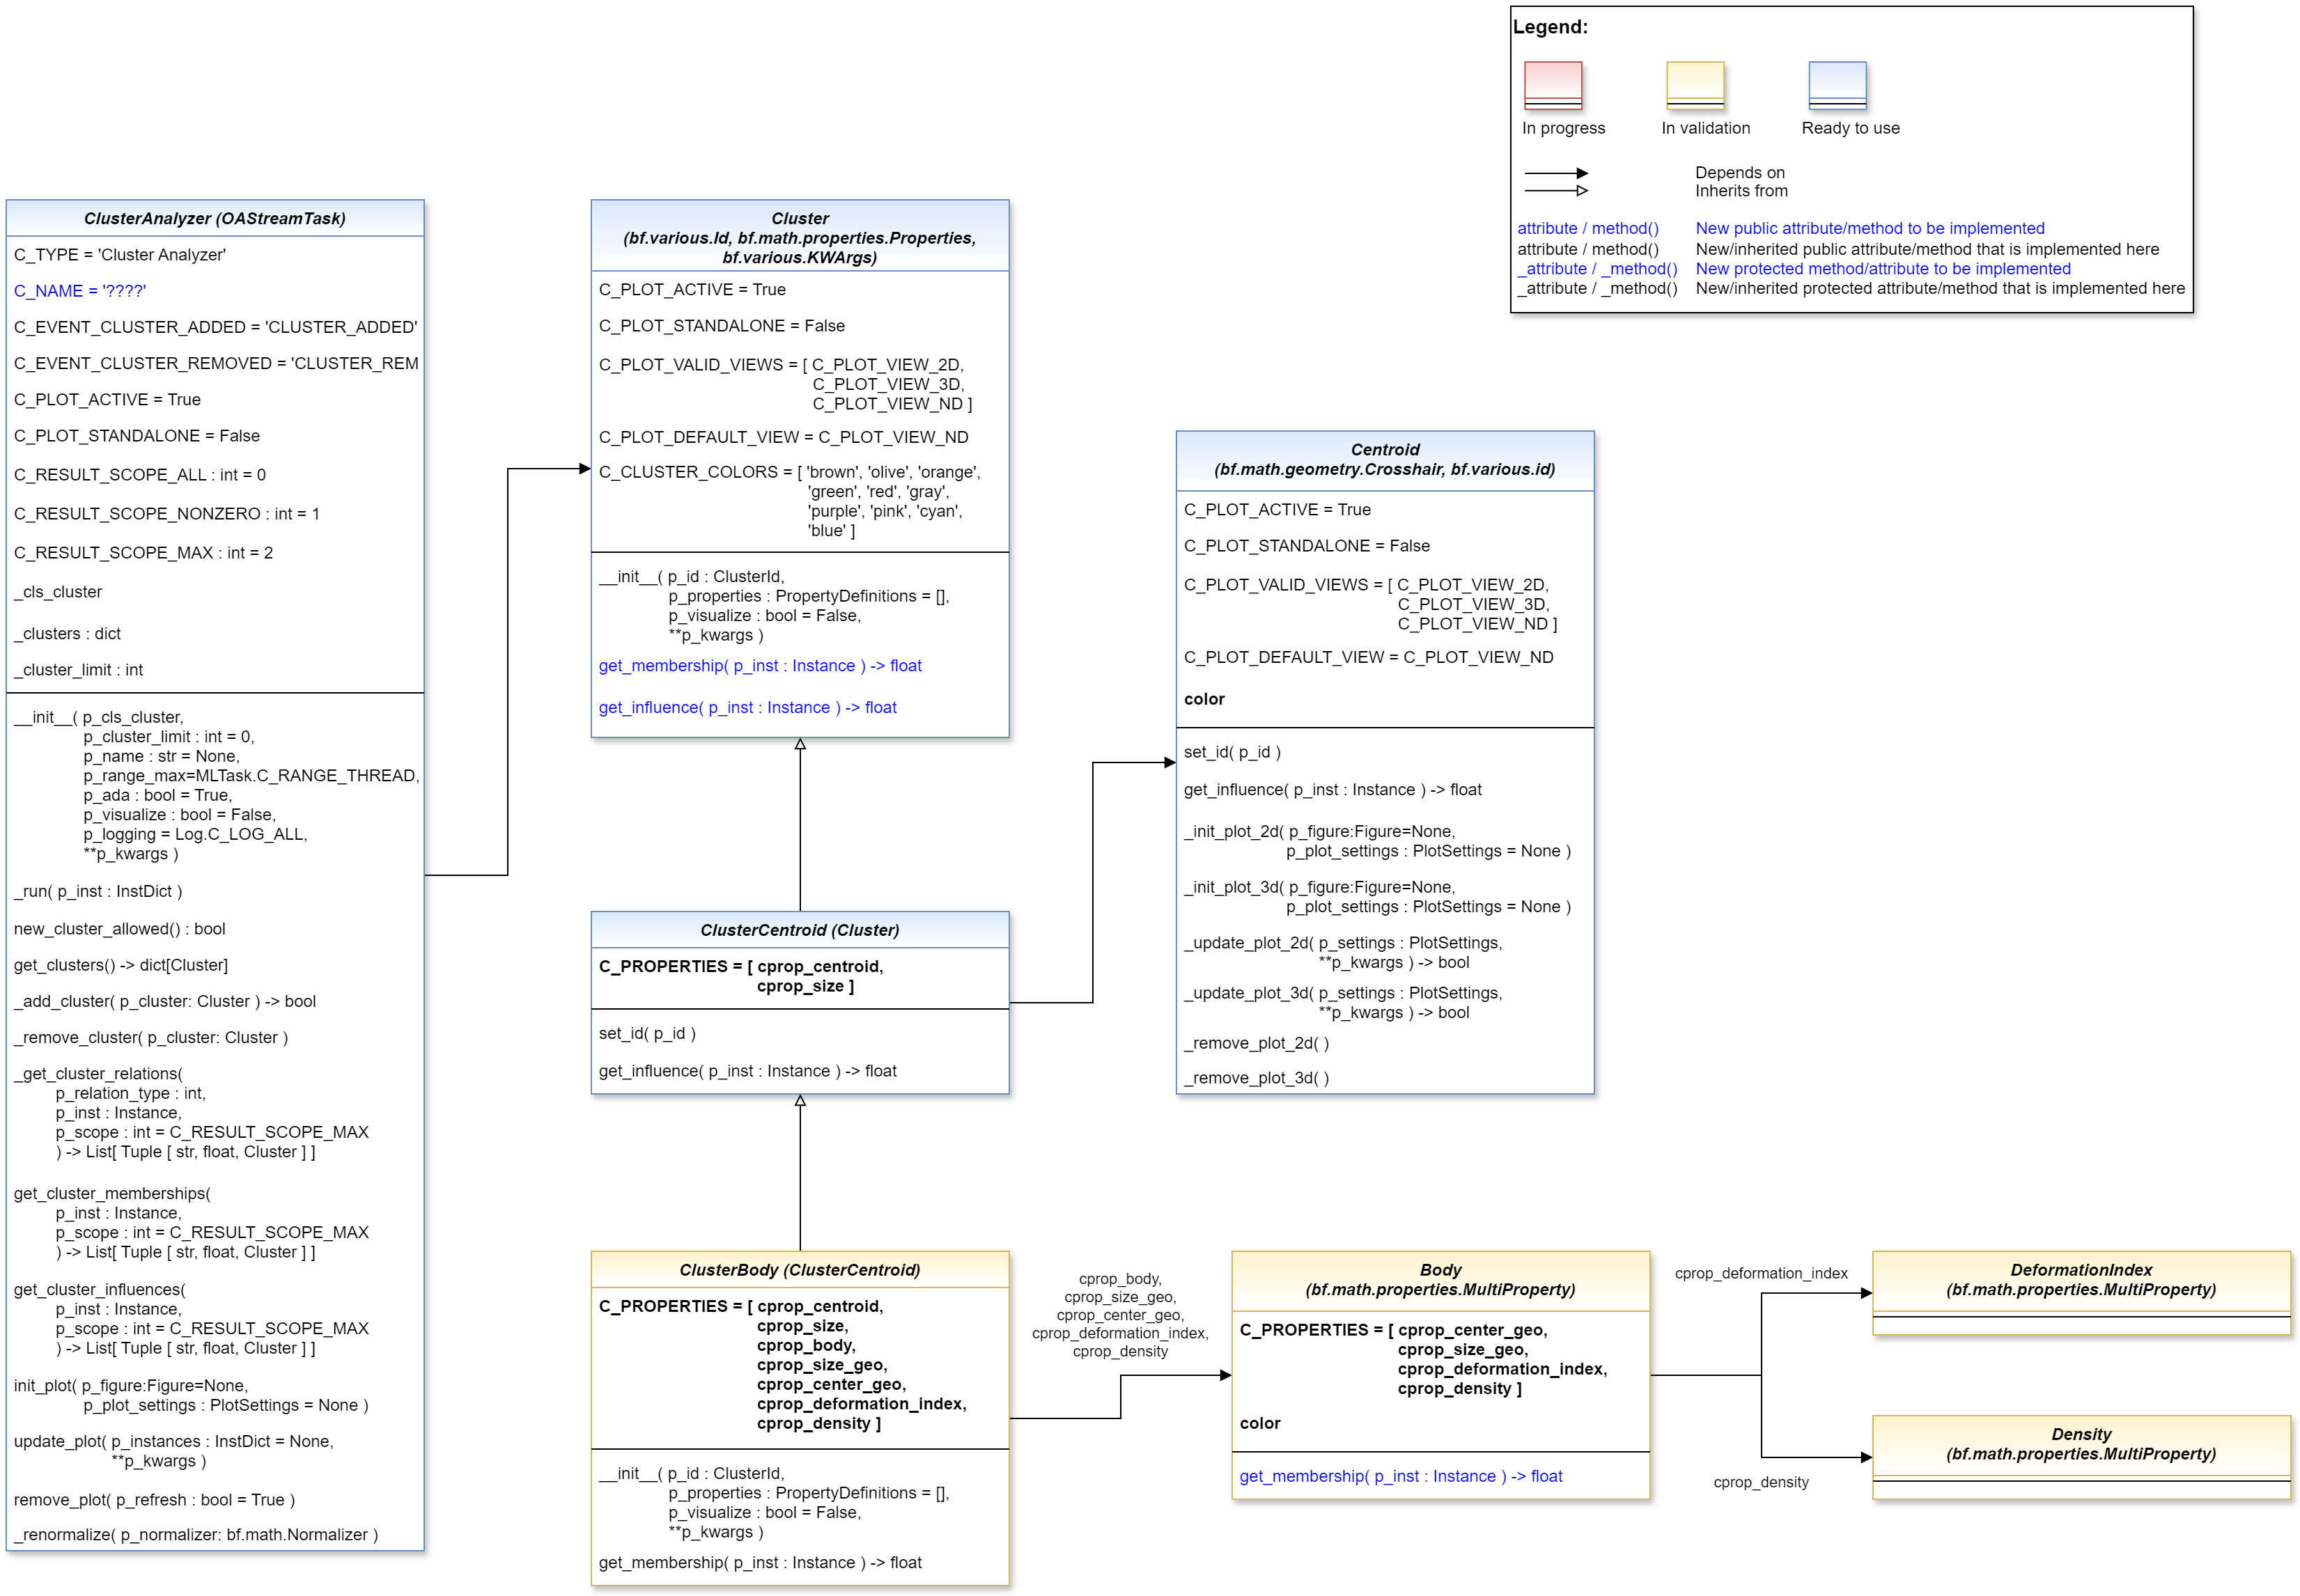 Legend:
In progress
In validation
Ready to use
Depends on
Inherits from
attribute / method() New public attribute/method to be implemented
attribute / method() New/inherited public attribute/method that is implemented here
_attribute / _method() New protected method/attribute to be implemented
_attribute / _method() New/inherited protected attribute/method that is implemented here
ClusterAnalyzer (OAStreamTask)
C_TYPE = 'Cluster Analyzer'
C_NAME = '????'
C_EVENT_CLUSTER_ADDED = 'CLUSTER_ADDED'
C_EVENT_CLUSTER_REMOVED = 'CLUSTER_REM
C_PLOT_ACTIVE = True
C_PLOT_STANDALONE = False
C_RESULT_SCOPE_ALL : int = 0
C_RESULT_SCOPE_NONZERO : int = 1
C_RESULT_SCOPE_MAX : int = 2
_cls_cluster
_clusters : dict
_cluster_limit : int
__init__( p_cls_cluster,
p_cluster_limit : int = 0,
p_name : str = None,
p_range_max=MLTask.C_RANGE_THREAD,
p_ada : bool = True,
p_visualize : bool = False,
p_logging = Log.C_LOG_ALL,
**p_kwargs )
_run( p_inst : InstDict )
new_cluster_allowed() : bool
get_clusters() -> dict[Cluster]
_add_cluster( p_cluster: Cluster ) -> bool
_remove_cluster( p_cluster: Cluster )
_get_cluster_relations(
p_relation_type : int,
p_inst : Instance,
p_scope : int = C_RESULT_SCOPE_MAX
) -> List[ Tuple [ str, float, Cluster ] ]
get_cluster_memberships(
p_inst : Instance,
p_scope : int = C_RESULT_SCOPE_MAX
) -> List[ Tuple [ str, float, Cluster ] ]
get_cluster_influences(
p_inst : Instance,
p_scope : int = C_RESULT_SCOPE_MAX
) -> List[ Tuple [ str, float, Cluster ] ]
init_plot( p_figure:Figure=None,
p_plot_settings : PlotSettings = None )
update_plot( p_instances : InstDict = None,
**p_kwargs )
remove_plot( p_refresh : bool = True )
_renormalize( p_normalizer: bf.math.Normalizer )
Cluster
(bf.various.Id, bf.math.properties.Properties,
bf.various.KWArgs)
C_PLOT_ACTIVE = True
C_PLOT_STANDALONE = False
C_PLOT_VALID_VIEWS = [ C_PLOT_VIEW_2D,
C_PLOT_VIEW_3D,
C_PLOT_VIEW_ND ]
C_PLOT_DEFAULT_VIEW = C_PLOT_VIEW_ND
C_CLUSTER_COLORS = [ 'brown', 'olive', 'orange',
'green', 'red', 'gray',
'purple', 'pink', 'cyan',
'blue' ]
__init__( p_id : ClusterId,
p_properties : PropertyDefinitions = [],
p_visualize : bool = False,
**p_kwargs )
get_membership( p_inst : Instance ) -> float
get_influence( p_inst : Instance ) -> float
ClusterCentroid (Cluster)
C_PROPERTIES = [ cprop_centroid,
cprop_size ]
set_id( p_id )
get_influence( p_inst : Instance ) -> float
Centroid
(bf.math.geometry.Crosshair, bf.various.id)
C_PLOT_ACTIVE = True
C_PLOT_STANDALONE = False
C_PLOT_VALID_VIEWS = [ C_PLOT_VIEW_2D,
C_PLOT_VIEW_3D,
C_PLOT_VIEW_ND ]
C_PLOT_DEFAULT_VIEW = C_PLOT_VIEW_ND
color
set_id( p_id )
get_influence( p_inst : Instance ) -> float
_init_plot_2d( p_figure:Figure=None,
p_plot_settings : PlotSettings = None )
_init_plot_3d( p_figure:Figure=None,
p_plot_settings : PlotSettings = None )
_update_plot_2d( p_settings : PlotSettings,
**p_kwargs ) -> bool
_update_plot_3d( p_settings : PlotSettings,
**p_kwargs ) -> bool
_remove_plot_2d( )
_remove_plot_3d( )
ClusterBody (ClusterCentroid)
C_PROPERTIES = [ cprop_centroid,
cprop_size,
cprop_body,
cprop_size_geo,
cprop_center_geo,
cprop_deformation_index,
cprop_density ]
__init__( p_id : ClusterId,
p_properties : PropertyDefinitions = [],
p_visualize : bool = False,
**p_kwargs )
get_membership( p_inst : Instance ) -> float
cprop_body,
cprop_size_geo,
cprop_center_geo,
cprop_deformation_index,
cprop_density
Body
(bf.math.properties.MultiProperty)
C_PROPERTIES = [ cprop_center_geo,
cprop_size_geo,
cprop_deformation_index,
cprop_density ]
color
get_membership( p_inst : Instance ) -> float
cprop_deformation_index
DeformationIndex
(bf.math.properties.MultiProperty)
cprop_density
Density
(bf.math.properties.MultiProperty)